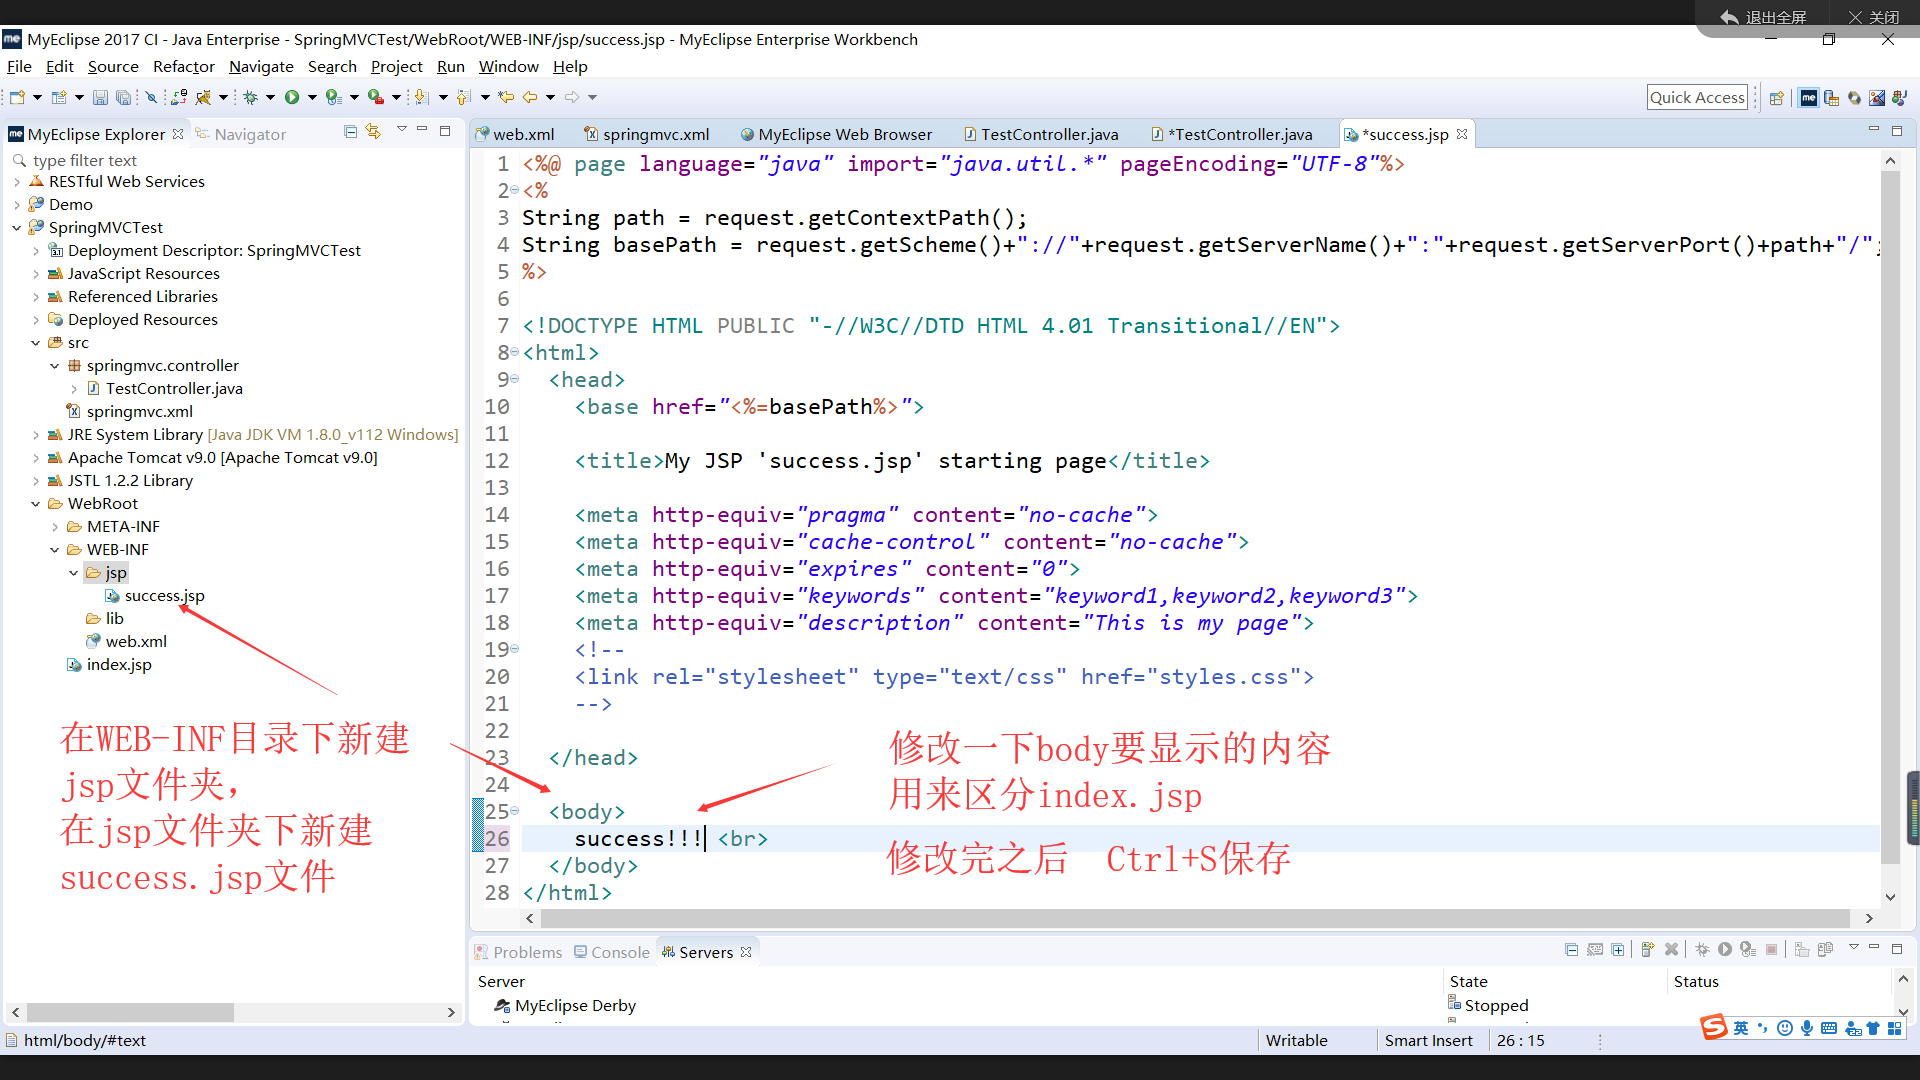 退出全屏 关闭
MyEclipse 2017 CI - Java Enterprise - SpringMVCTest/WebRoot/WEB-INF/jsp/success.jsp - MyEclipse Enterprise Workbench
File Edit Source Refactor Navigate Search Project Run Window Help
Quick Access
MyEclipse Explorer Navigator
type filter text
RESTful Web Services
Demo
SpringMVCTest
Deployment Descriptor: SpringMVCTest
JavaScript Resources
Referenced Libraries
Deployed Resources
src
springmvc.controller
TestController.java
springmvc.xml
JRE System Library [Java JDK VM 1.8.0_v112 Windows]
Apache Tomcat v9.0 [Apache Tomcat v9.0]
JSTL 1.2.2 Library
WebRoot
META-INF
WEB-INF
jsp
success.jsp
lib
web.xml
index.jsp
在WEB-INF目录下新建
jsp文件夹，
在jsp文件夹下新建
success.jsp文件
web.xml springmvc.xml MyEclipse Web Browser TestController.java *TestController.java *success.jsp
1 <%@ page language="java" import="java.util.*" pageEncoding="UTF-8"%>
2 <%
3 String path = request.getContextPath();
4 String basePath = request.getScheme()+"://"+request.getServerName()+":"+request.getServerPort()+path+"/";
5 %>
6
7 <!DOCTYPE HTML PUBLIC "-//W3C//DTD HTML 4.01 Transitional//EN">
8 <html>
9 <head>
10 <base href="<%=basePath%>">
11
12 <title>My JSP 'success.jsp' starting page</title>
13
14 <meta http-equiv="pragma" content="no-cache">
15 <meta http-equiv="cache-control" content="no-cache">
16 <meta http-equiv="expires" content="0">
17 <meta http-equiv="keywords" content="keyword1,keyword2,keyword3">
18 <meta http-equiv="description" content="This is my page">
19 <!--
20 <link rel="stylesheet" type="text/css" href="styles.css">
21 -->
22
23 </head>
24
25 <body>
26 success!!! <br>
27 </body>
28 </html>
修改一下body要显示的内容
用来区分index.jsp
修改完之后 Ctrl+S保存
Problems Console Servers
Server State Status
MyEclipse Derby Stopped
html/body/#text Writable Smart Insert 26 : 15
英